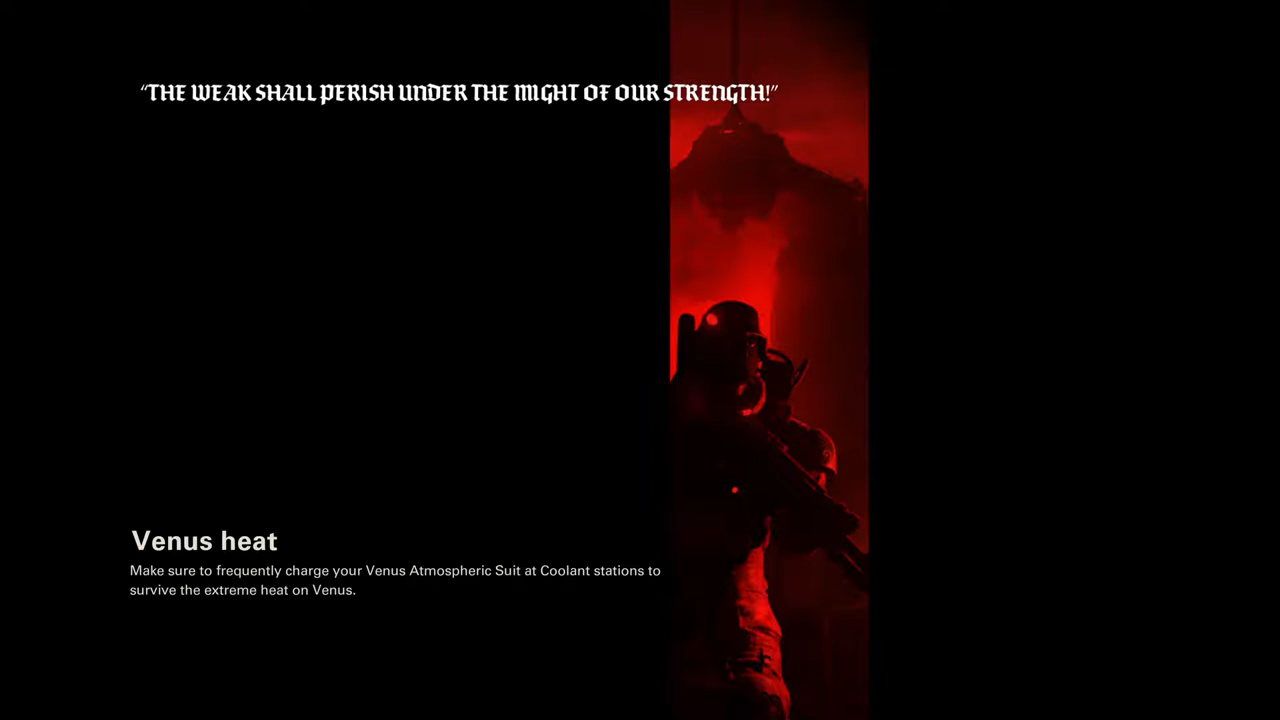 “THE WEAK SHALL PERISH UNDER THE MIGHT OF OUR STRENGTH!”
Venus heat
Make sure to frequently charge your Venus Atmospheric Suit at Coolant stations to
survive the extreme heat on Venus.